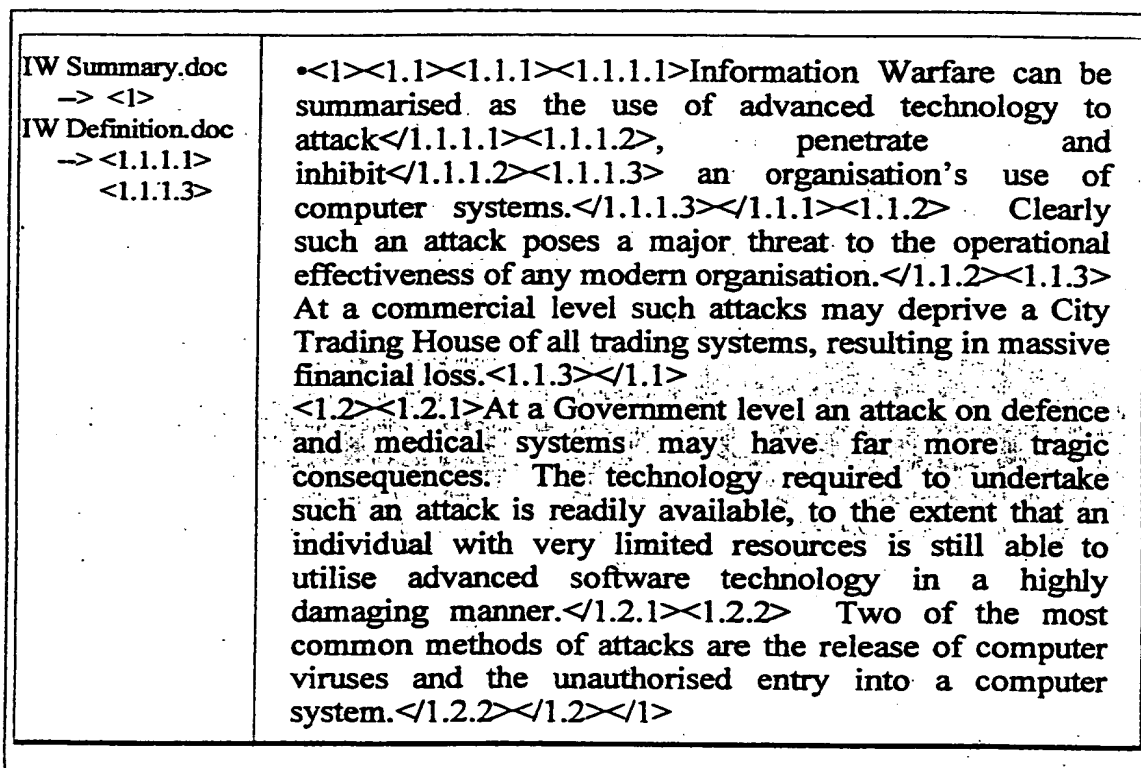 IW Summary.doc
--> <1>
IW Definition.doc
--> <1.1.1.1>
<1.1.1.3>
•<1><1.1><1.1.1><1.1.1.1>Information Warfare can be
summarised as the use of advanced technology to
attack</1.1.1.1><1.1.1.2>, penetrate and
inhibit</1.1.1.2><1.1.1.3> an organisation's use of
computer systems.</1.1.1.3></1.1.1><1.1.2> Clearly
such an attack poses a major threat to the operational
effectiveness of any modern organisation.</1.1.2><1.1.3>
At a commercial level such attacks may deprive a City
Trading House of all trading systems, resulting in massive
financial loss.<1.1.3></1.1>
<1.2><1.2.1>At a Government level an attack on defence
and medical systems may have far more tragic
consequences. The technology required to undertake
such an attack is readily available, to the extent that an
individual with very limited resources is still able to
utilise advanced software technology in a highly
damaging manner.</1.2.1><1.2.2> Two of the most
common methods of attacks are the release of computer
viruses and the unauthorised entry into a computer
system.</1.2.2></1.2></1>